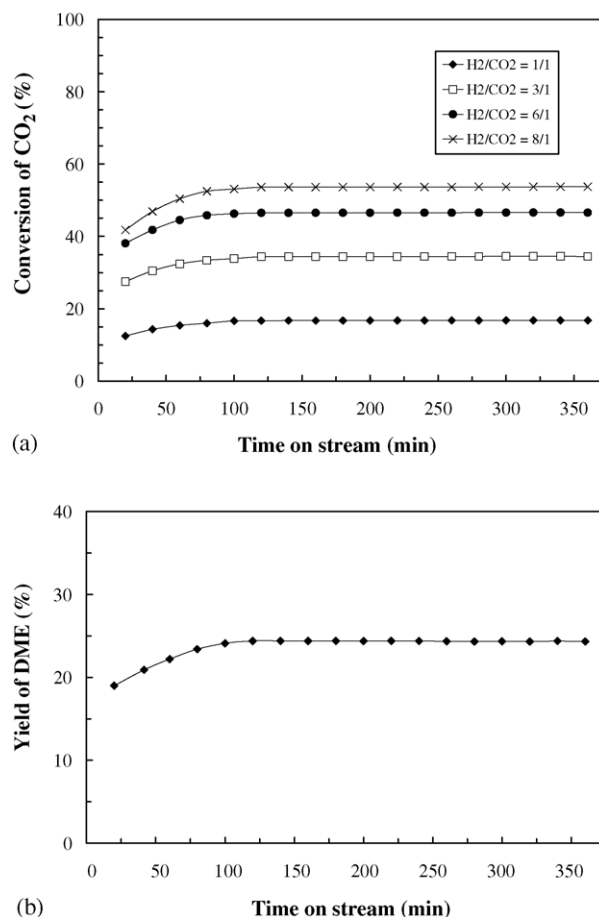 100
80
60
40
20
0
Conversion of CO2 (%)
H2/CO2 = 1/1
H2/CO2 = 3/1
H2/CO2 = 6/1
H2/CO2 = 8/1
0 50 100 150 200 250 300 350
Time on stream (min)
(a)
40
30
20
10
0
Yield of DME (%)
0 50 100 150 200 250 300 350
Time on stream (min)
(b)